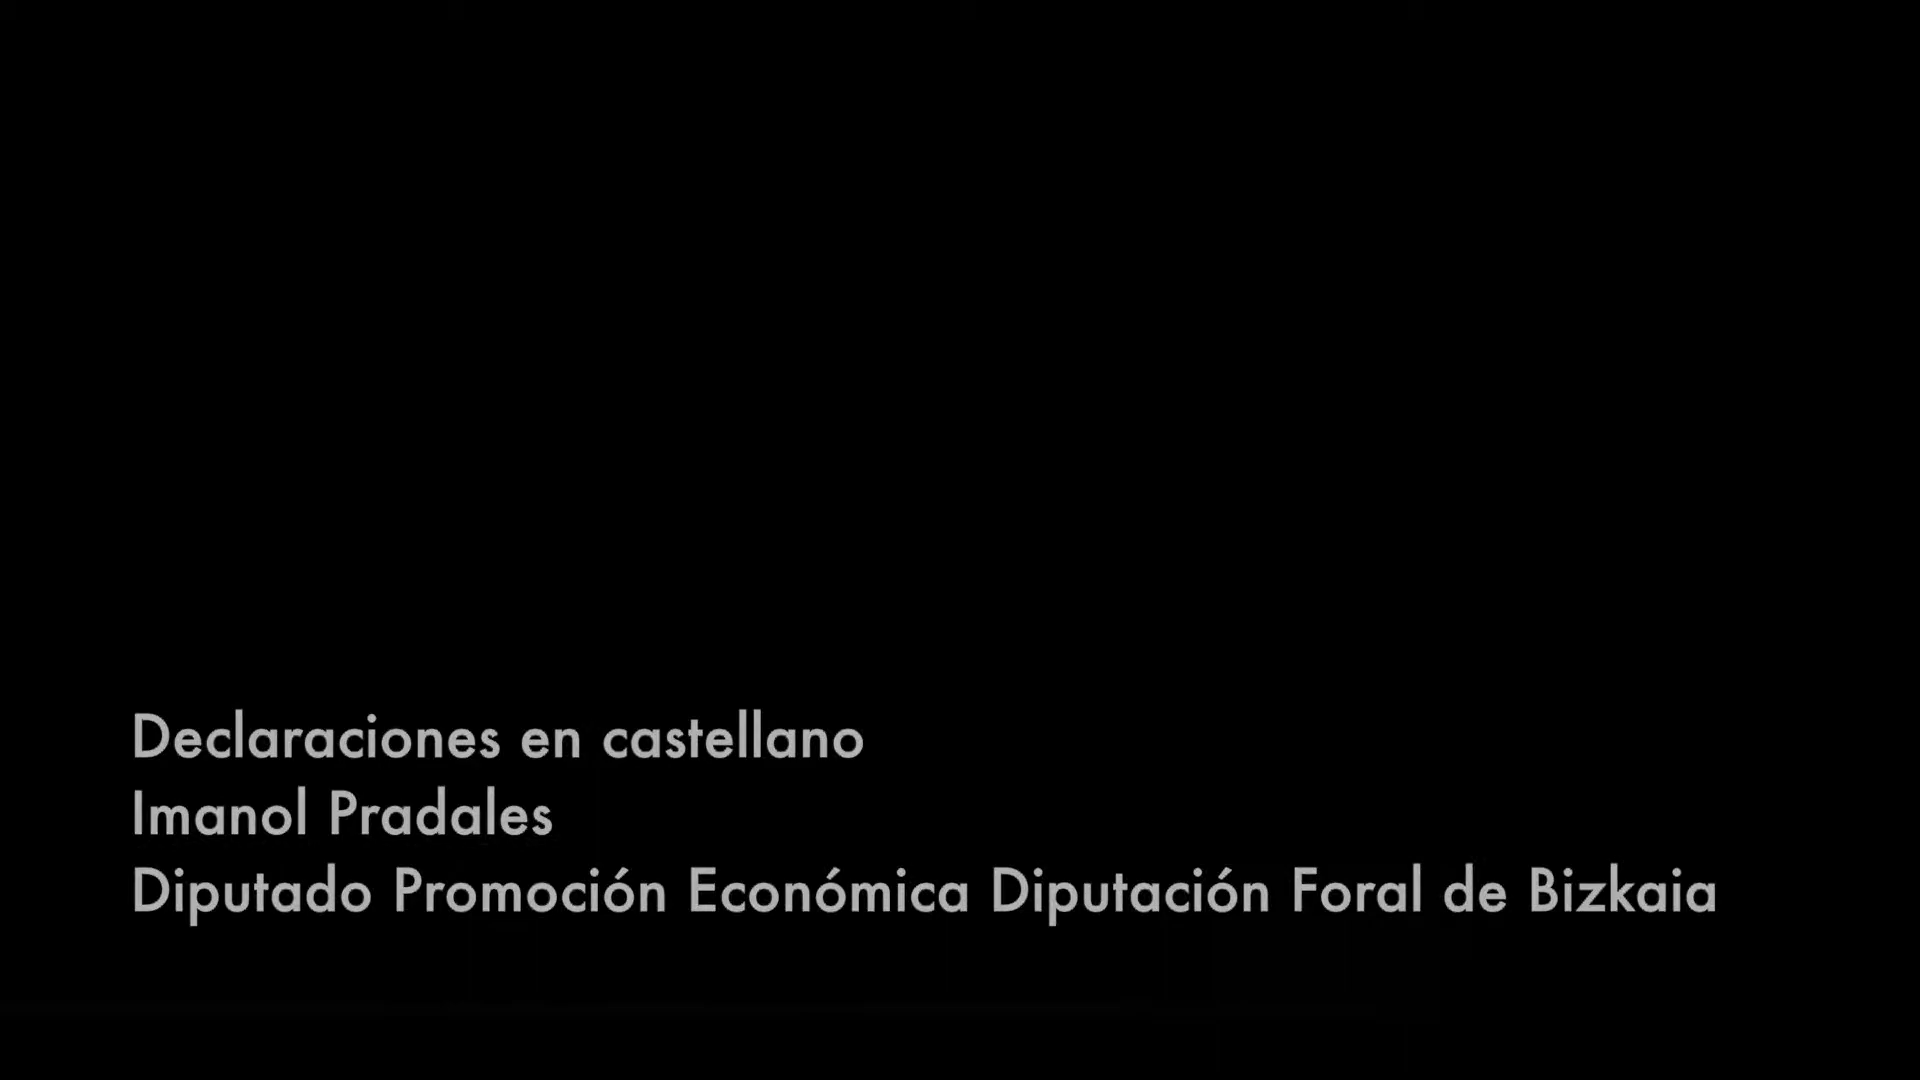 Declaraciones en castellano
Imanol Pradales
Diputado Promoción Económica Diputación Foral de Bizkaia